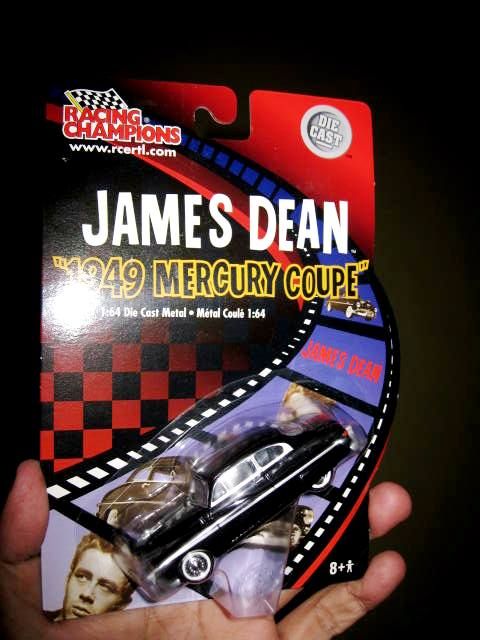 RACING
CHAMPIONS
www.rcertl.com
DIE
CAST
JAMES DEAN
"1949 MERCURY COUPE"
1:64 Die Cast Metal • Métal Coulé 1:64
JAMES DEAN
8+